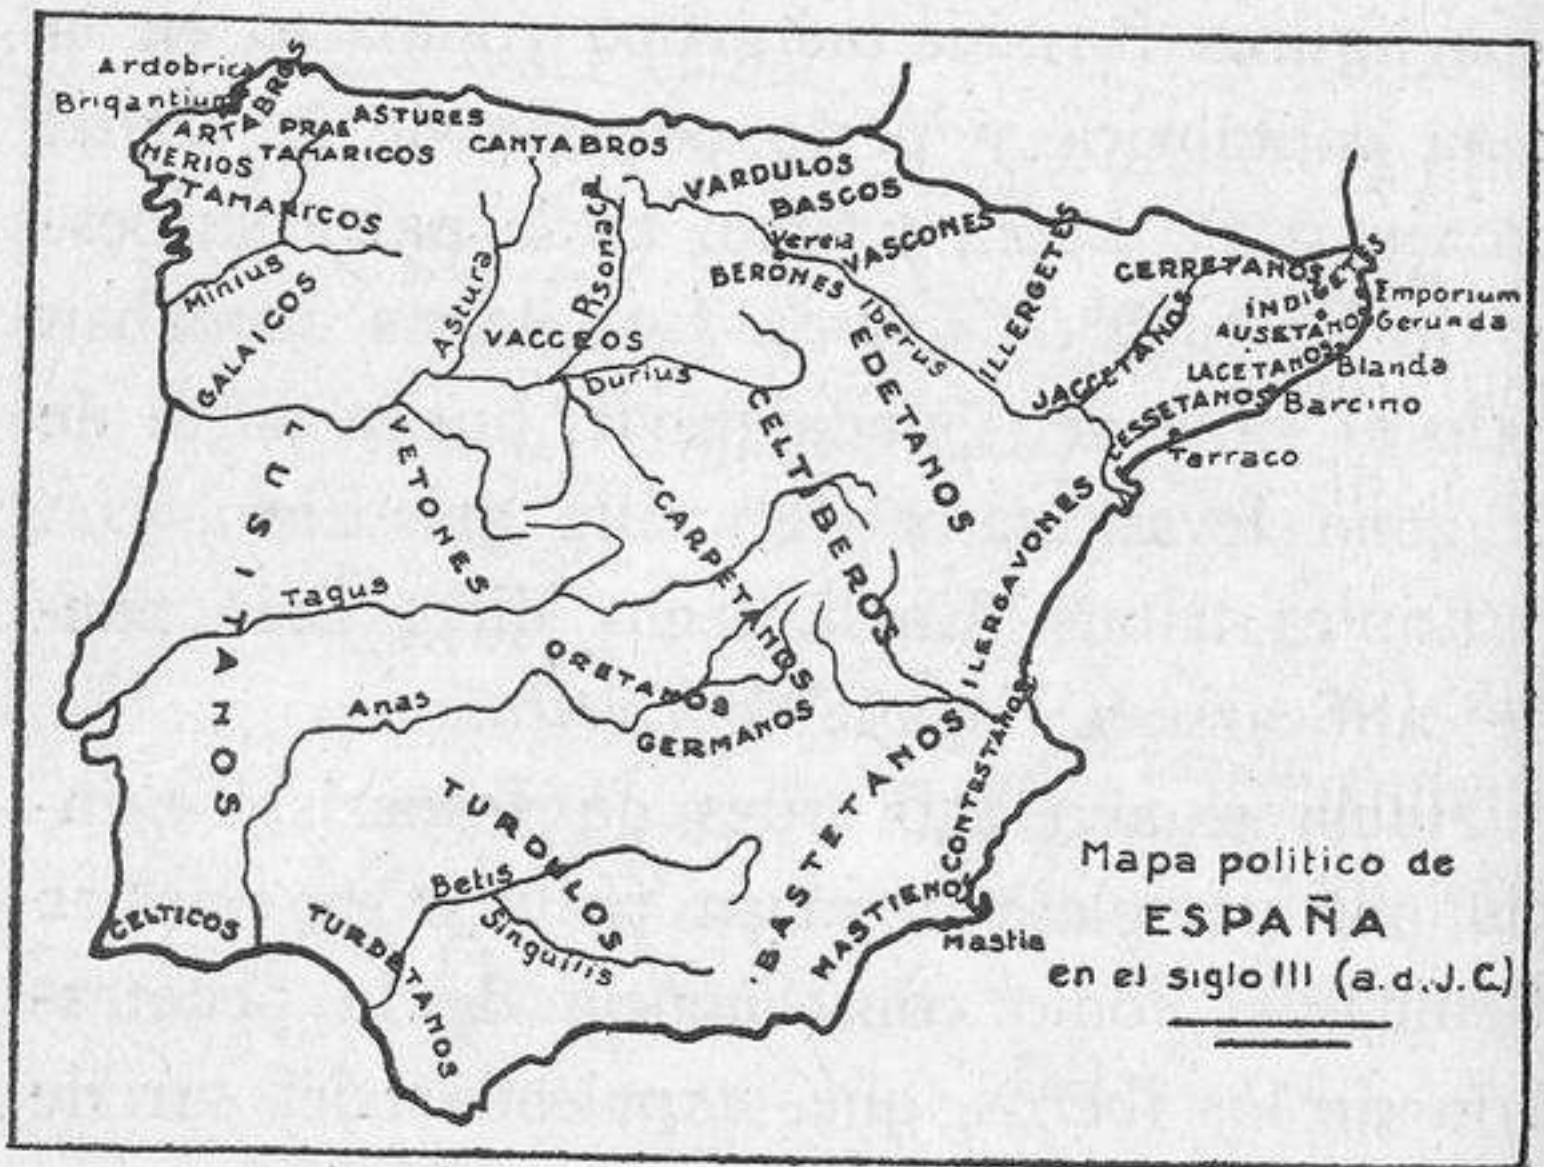 Ardobrica
Brigantium
ARTABROS
PRAE
TAMARICOS
ASTURES
CANTABROS
NERIOS
TAMARICOS
VARDULOS
BASCOS
VASCONES
Vereia
BERONES
ILLERGETES
CERRETANOS
INDIGETES
Emporium
AUSETANOS
Gerunda
LACETANOS
Blanda
JACCETANOS
CESSETANOS
Barcino
Tarraco
Minius
GALAICOS
Astura
Pisonaca
VACCEOS
Durius
Iberus
EDETANOS
CELTIBEROS
LUSITANOS
VETONES
CARPETANOS
ILERGAVONES
Tagus
ORETANOS
GERMANOS
Anas
BASTETANOS
CONTESTANOS
TURDULOS
Betis
Singuilis
CELTICOS
TURDETANOS
MASTIENOS
Mastia
Mapa politico de
ESPAÑA
en el siglo III (a.d.J.C.)